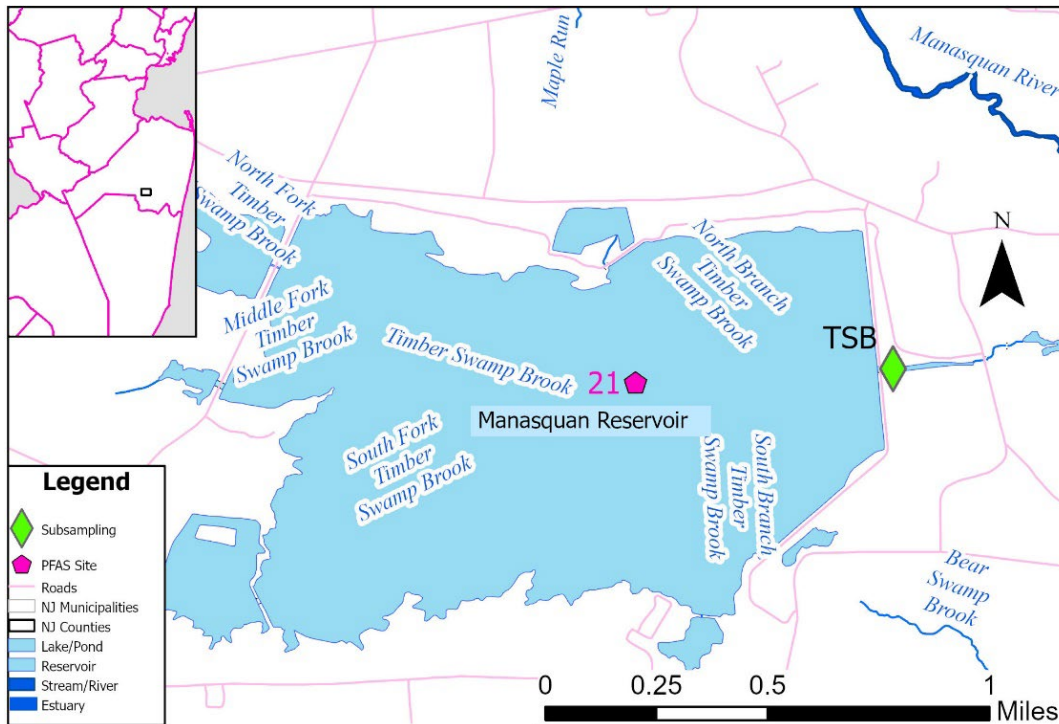 Maple Run
Manasquan River
North Fork
Timber
Swamp Brook
North Branch
Timber
Swamp Brook
N
Middle Fork
Timber
Swamp Brook
Timber Swamp Brook
TSB
21
Manasquan Reservoir
South Fork
Timber
Swamp Brook
South Branch
Timber
Swamp Brook
Bear
Swamp
Brook
Legend
Subsampling
PFAS Site
Roads
NJ Municipalities
NJ Counties
Lake/Pond
Reservoir
Stream/River
Estuary
0 0.25 0.5 1
Miles